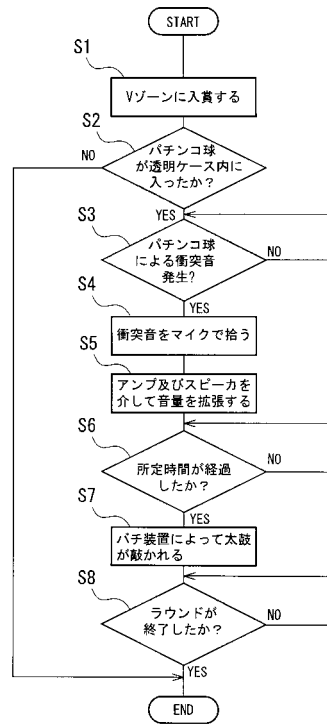 START
S1
Vゾーンに入賞する
S2
NO
パチンコ球
が透明ケース内に
入ったか?
YES
S3
パチンコ球
による衝突音
発生?
NO
S4
YES
衝突音をマイクで拾う
S5
アンプ及びスピーカを
介して音量を拡張する
S6
所定時間が経過
したか?
NO
S7
YES
バチ装置によって太鼓
が敲かれる
S8
ラウンドが
終了したか?
NO
YES
END